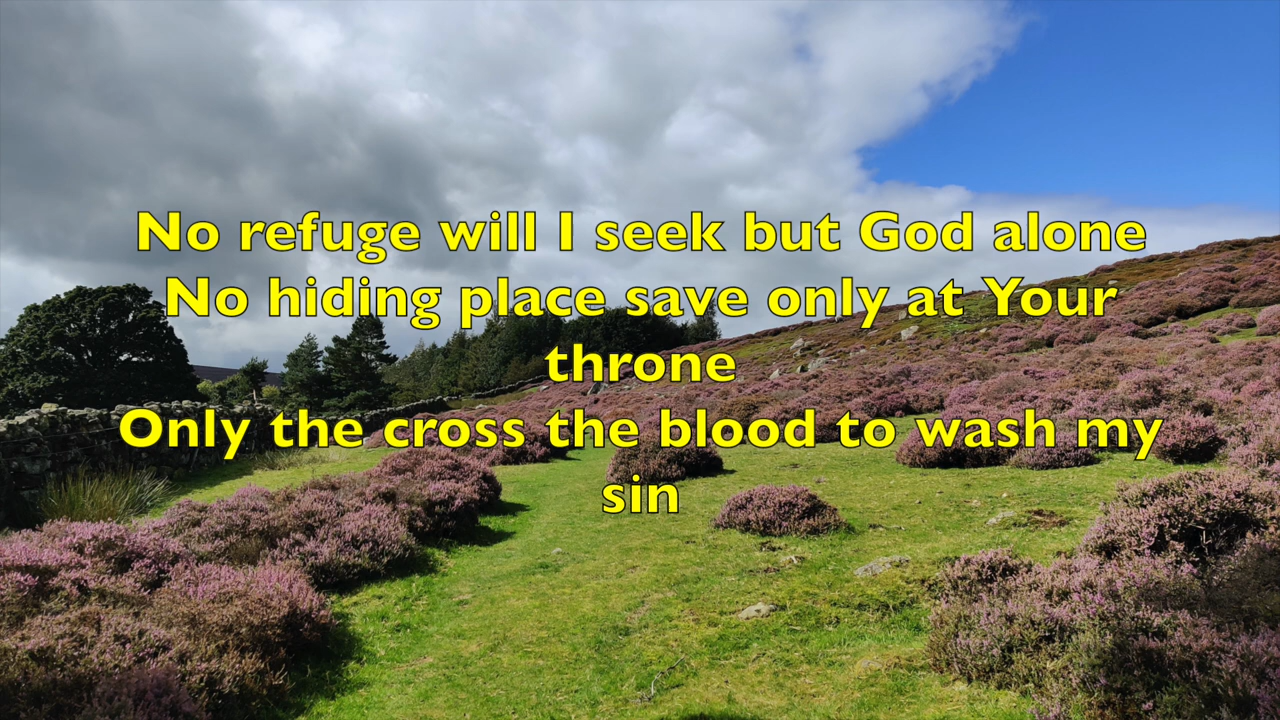 No refuge will I seek but God alone
No hiding place save only at Your
throne
Only the cross the blood to wash my
sin